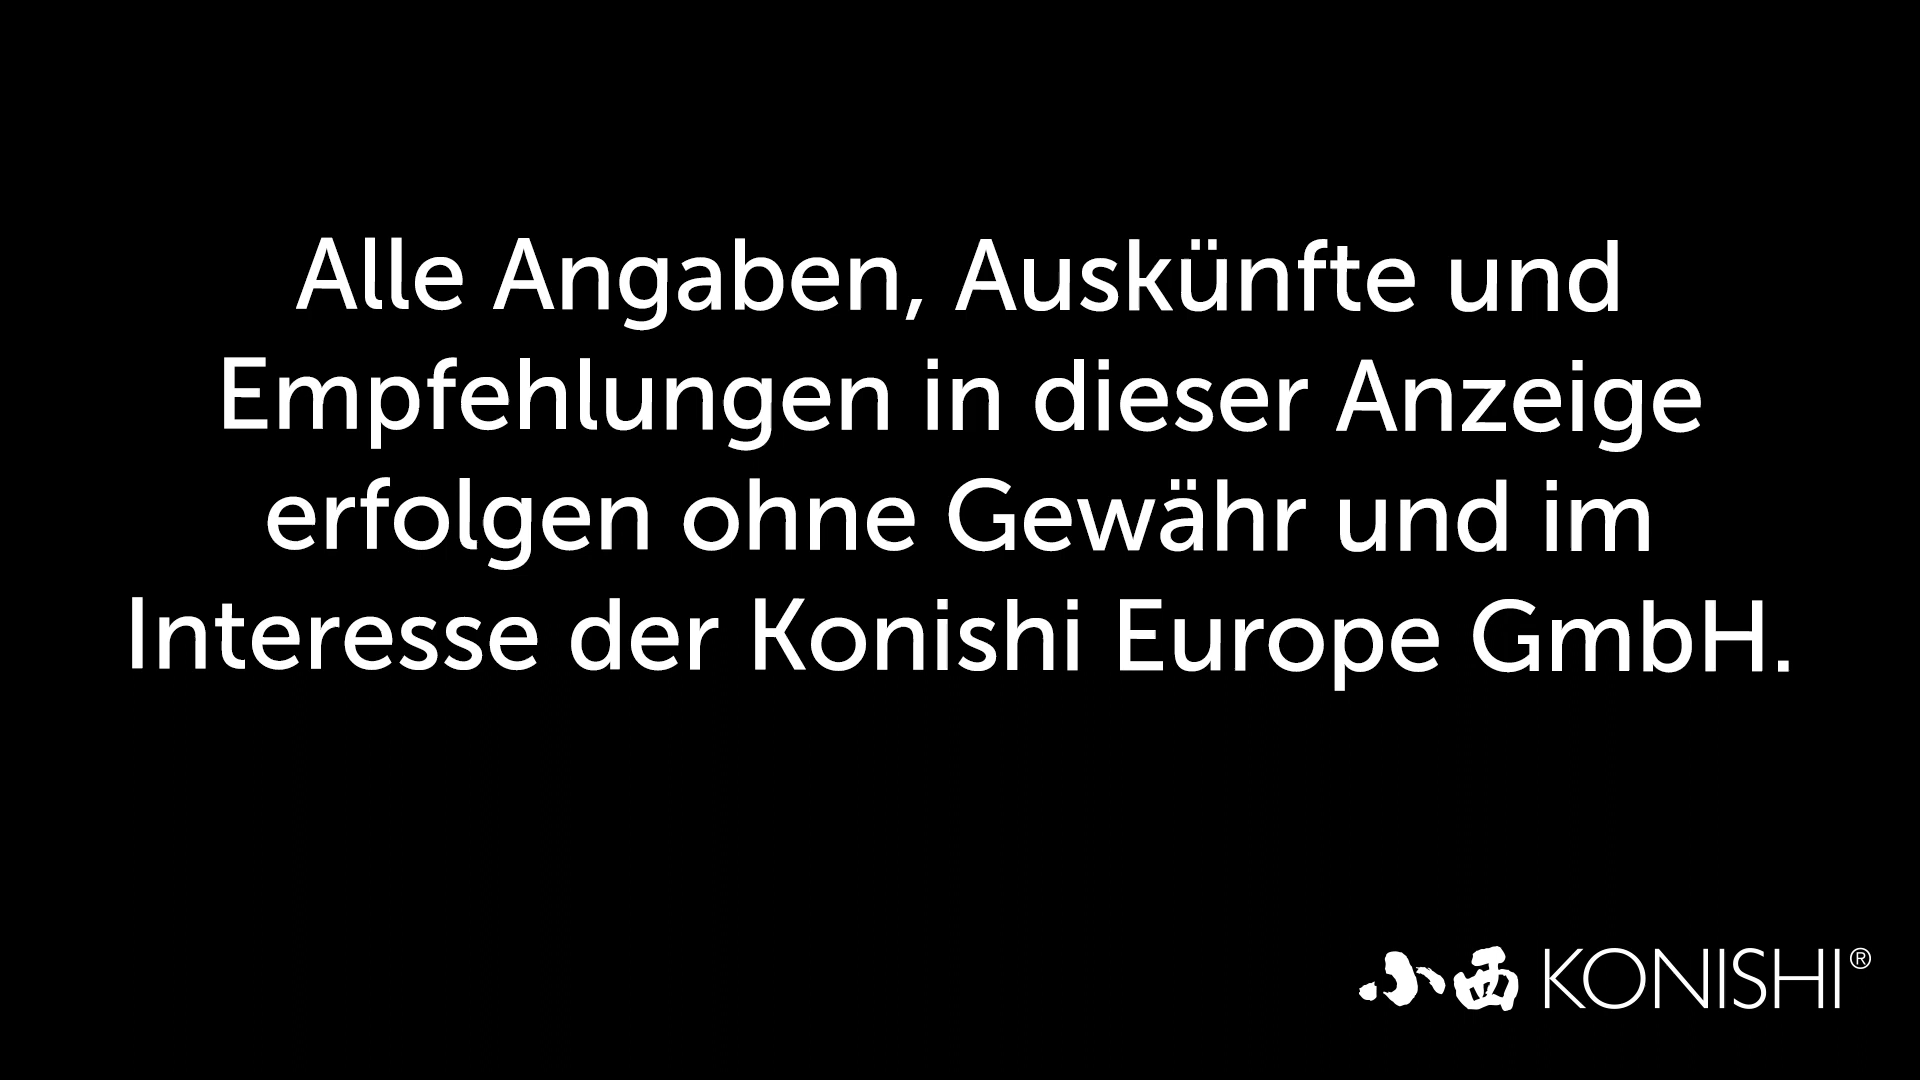 Alle Angaben, Auskünfte und
Empfehlungen in dieser Anzeige
erfolgen ohne Gewähr und im
Interesse der Konishi Europe GmbH.
小西 KONISHI®